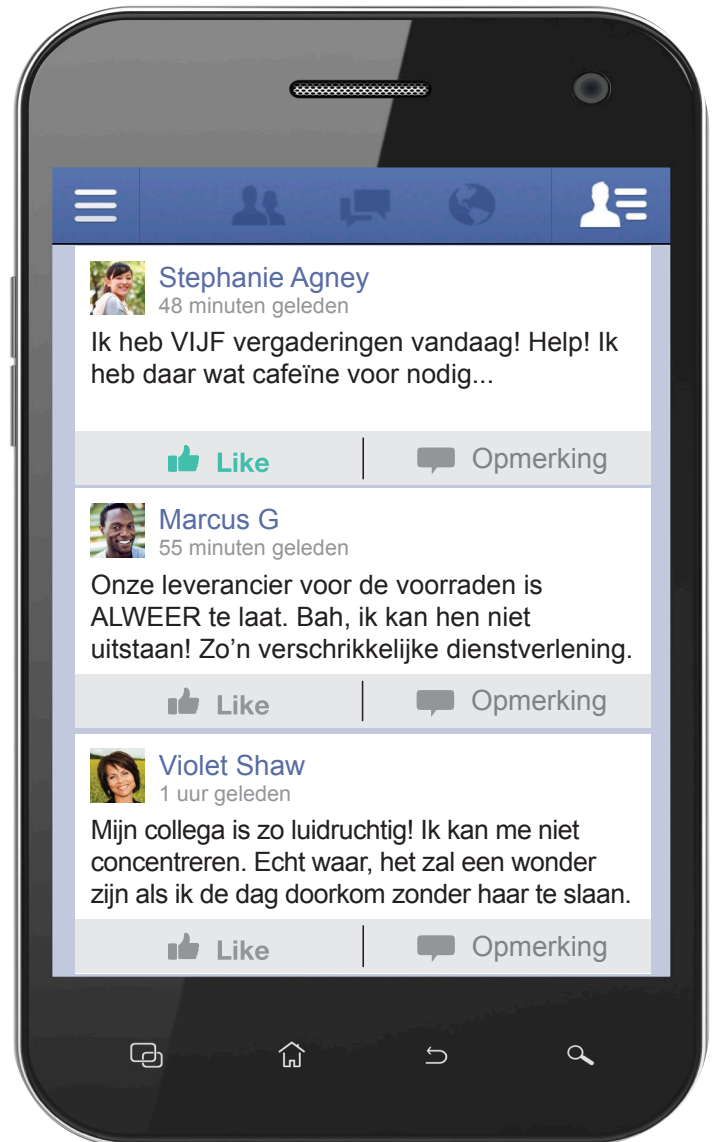 Stephanie Agney
48 minuten geleden
Ik heb VIJF vergaderingen vandaag! Help! Ik
heb daar wat cafeïne voor nodig...
Like
Opmerking
Marcus G
55 minuten geleden
Onze leverancier voor de voorraden is
ALWEER te laat. Bah, ik kan hen niet
uitstaan! Zo’n verschrikkelijke dienstverlening.
Like
Opmerking
Violet Shaw
1 uur geleden
Mijn collega is zo luidruchtig! Ik kan me niet
concentreren. Echt waar, het zal een wonder
zijn als ik de dag doorkom zonder haar te slaan.
Like
Opmerking